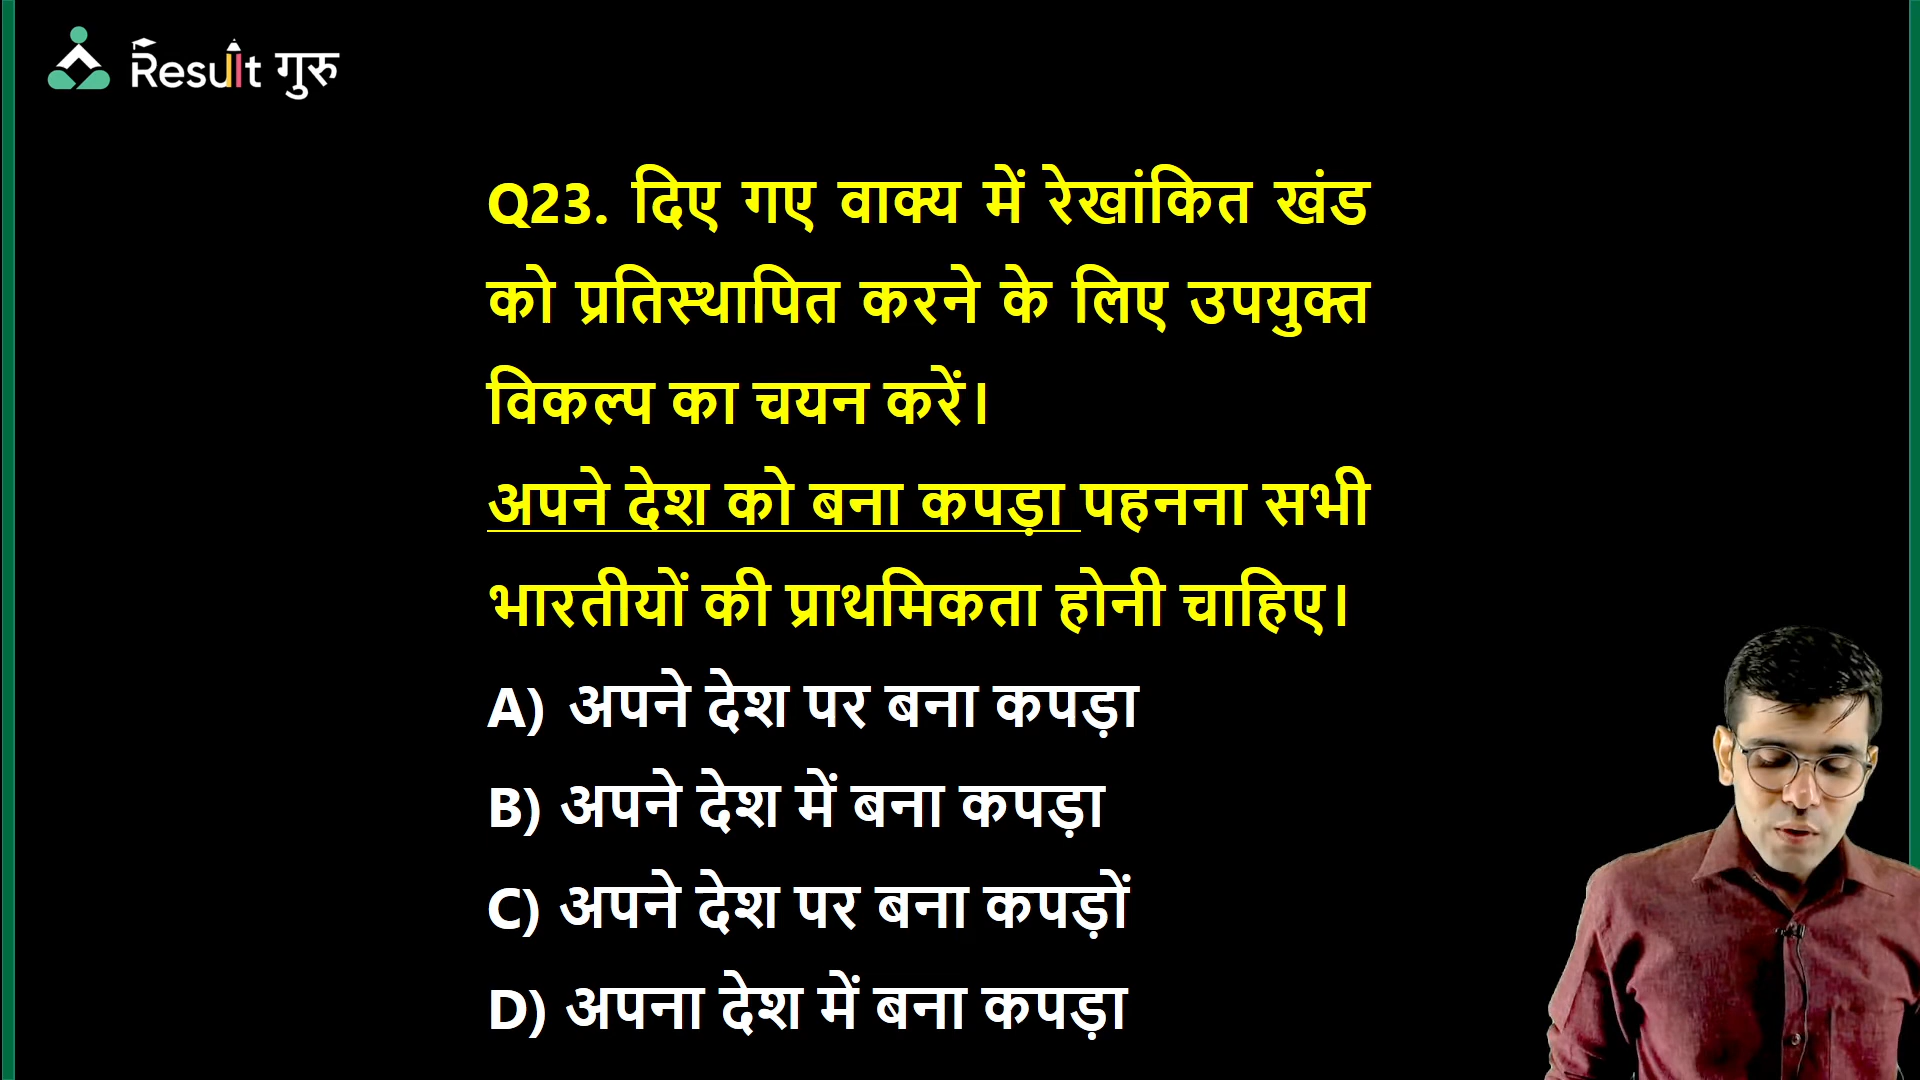 Result गुरु
Q23. दिए गए वाक्य में रेखांकित खंड
को प्रतिस्थापित करने के लिए उपयुक्त
विकल्प का चयन करें।
अपने देश को बना कपड़ा पहनना सभी
भारतीयों की प्राथमिकता होनी चाहिए।
A) अपने देश पर बना कपड़ा
B) अपने देश में बना कपड़ा
C) अपने देश पर बना कपड़ों
D) अपना देश में बना कपड़ा